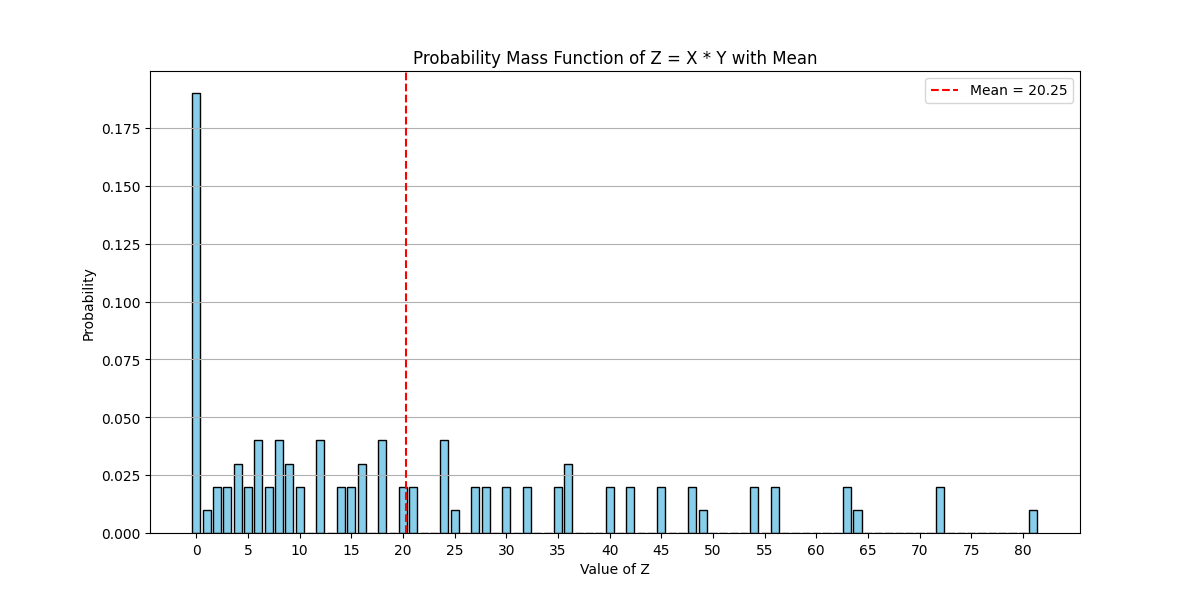 Probability Mass Function of Z = X * Y with Mean
Mean = 20.25
Probability
0.175
0.150
0.125
0.100
0.075
0.050
0.025
0.000
0 5 10 15 20 25 30 35 40 45 50 55 60 65 70 75 80
Value of Z